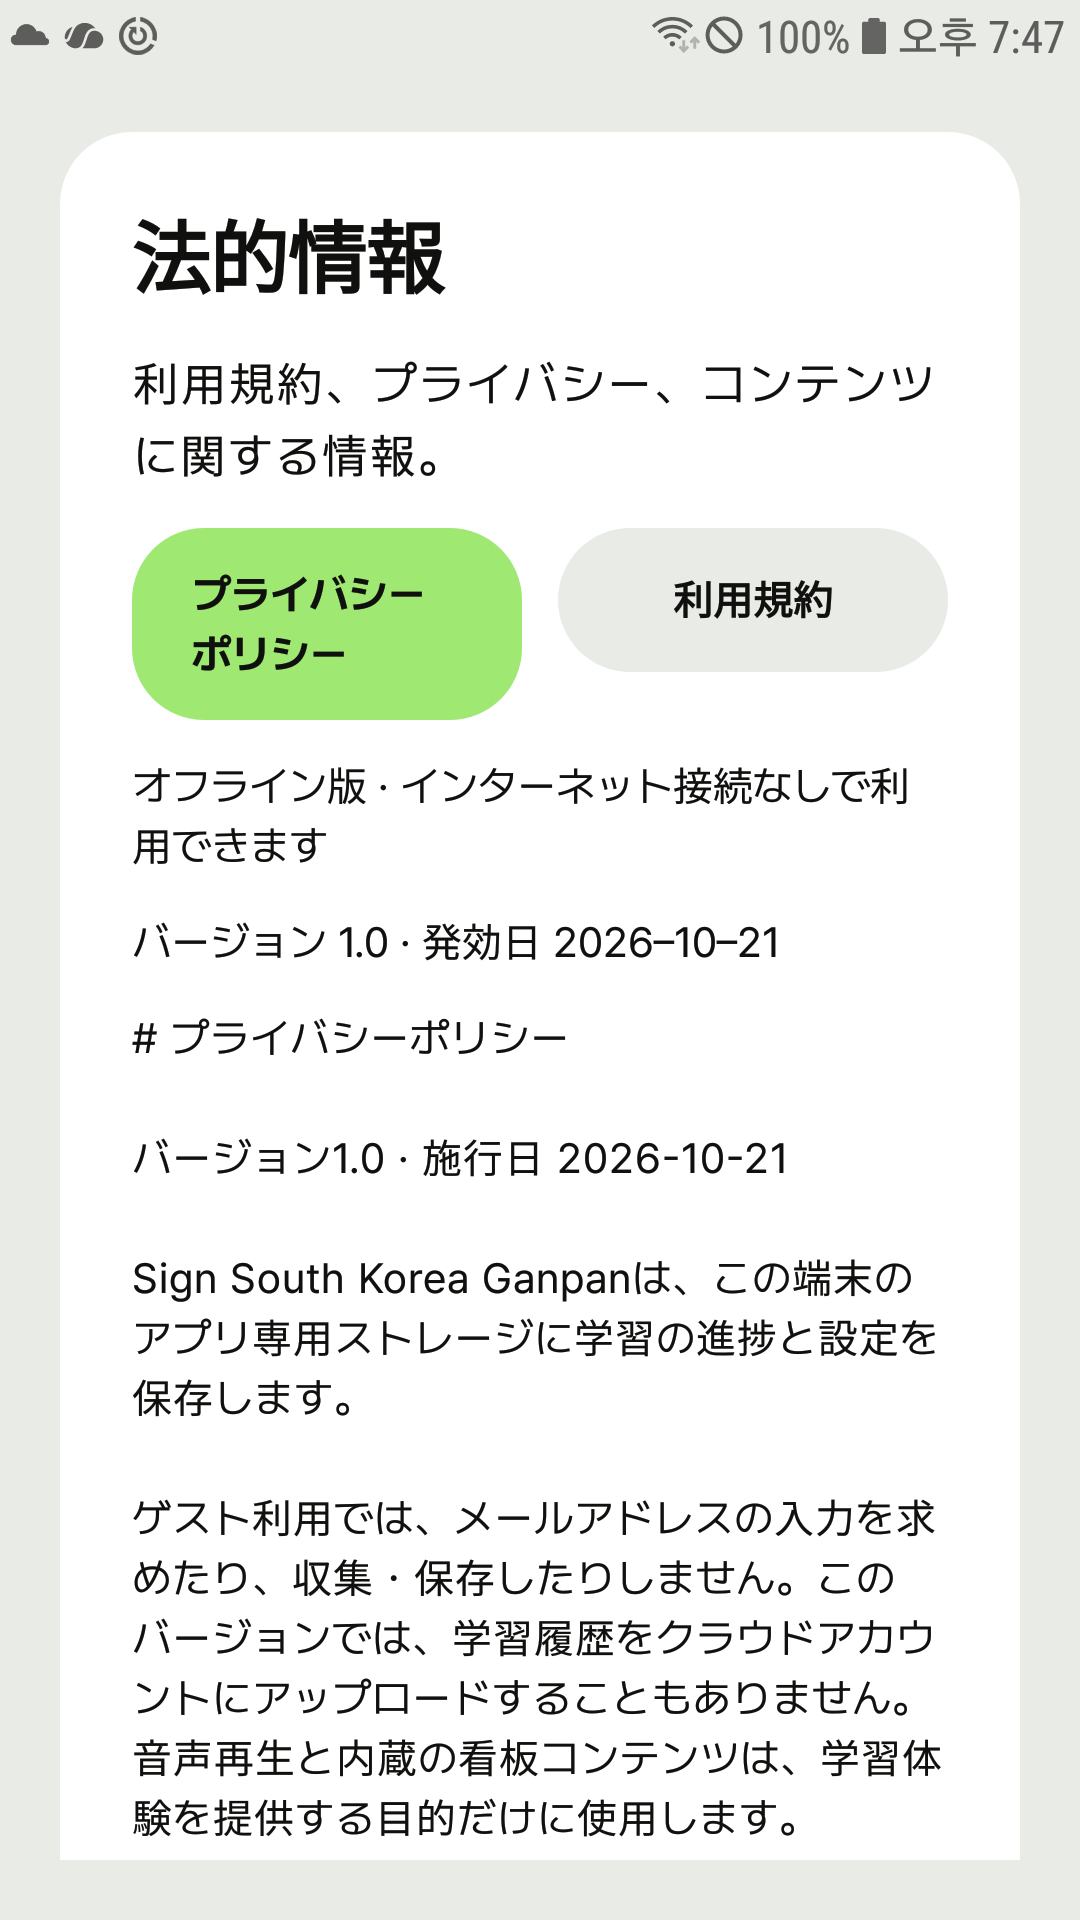 100% 오후 7:47
法的情報
利用規約、プライバシー、コンテンツ
に関する情報。
プライバシー
ポリシー
利用規約
オフライン版 · インターネット接続なしで利
用できます
バージョン 1.0 · 発効日 2026–10–21
# プライバシーポリシー
バージョン1.0 · 施行日 2026-10-21
Sign South Korea Ganpanは、この端末の
アプリ専用ストレージに学習の進捗と設定を
保存します。
ゲスト利用では、メールアドレスの入力を求
めたり、収集・保存したりしません。この
バージョンでは、学習履歴をクラウドアカウ
ントにアップロードすることもありません。
音声再生と内蔵の看板コンテンツは、学習体
験を提供する目的だけに使用します。